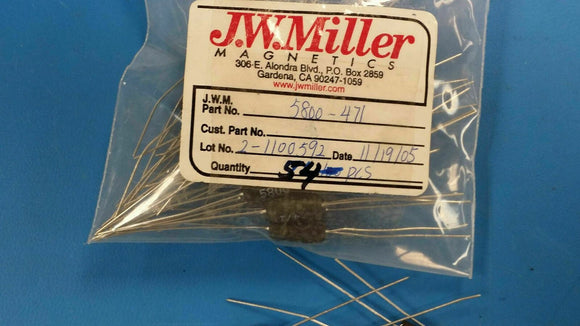 J.W.Miller
MAGNETICS
306 E. Alondra Blvd., P.O. Box 2859
Gardena, CA 90247-1059
www.jwmiller.com
J.W.M.
Part No. 5800-471
Cust. Part No.
Lot No. 2-1100592 Date 11/19/05
Quantity 54 pcs